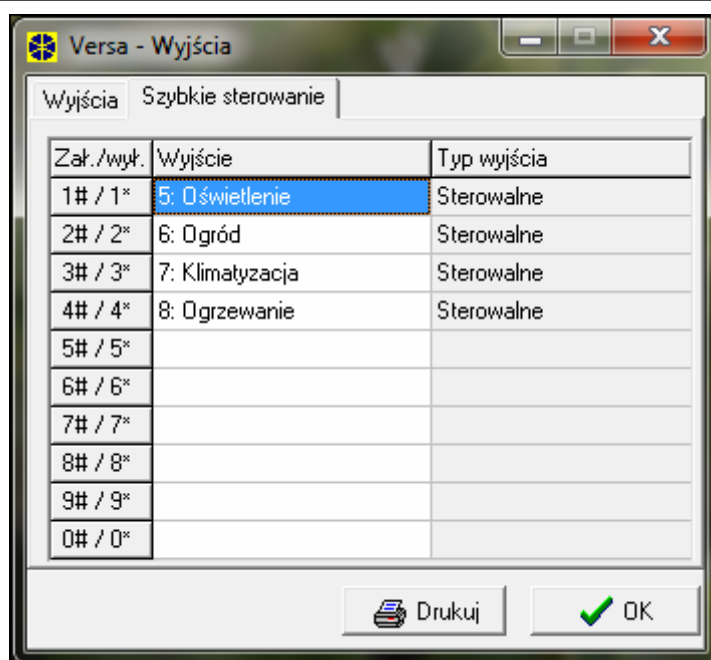 Versa - Wyjścia
Wyjścia Szybkie sterowanie
Zał./wył. Wyjście Typ wyjścia
1# / 1* 5: Oświetlenie Sterowalne
2# / 2* 6: Ogród Sterowalne
3# / 3* 7: Klimatyzacja Sterowalne
4# / 4* 8: Ogrzewanie Sterowalne
5# / 5*
6# / 6*
7# / 7*
8# / 8*
9# / 9*
0# / 0*
Drukuj OK